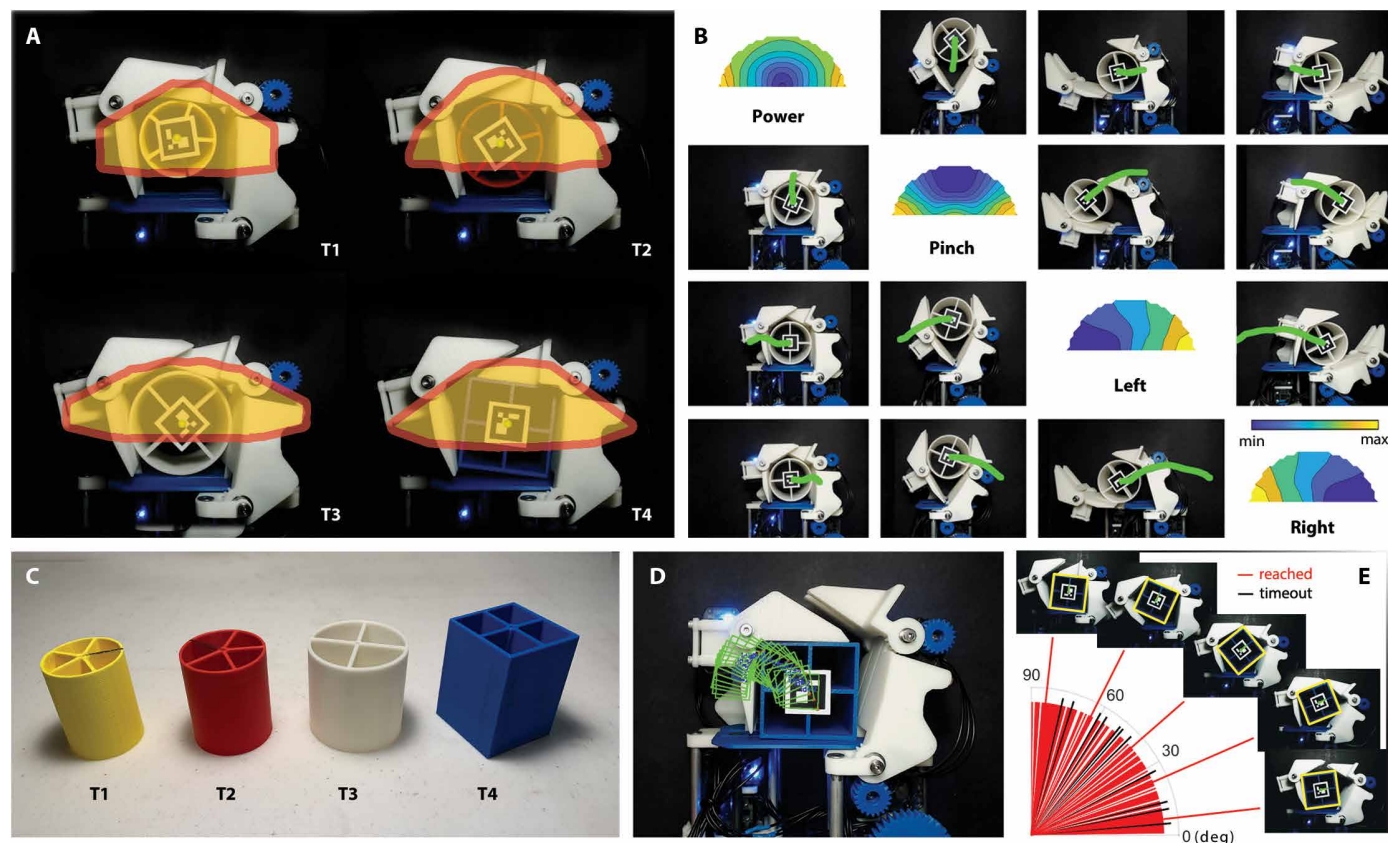 A
T1
T2
T3
T4
B
Power
Pinch
Left
min
max
Right
C
T1
T2
T3
T4
D
E
reached
timeout
90
60
30
0 (deg)